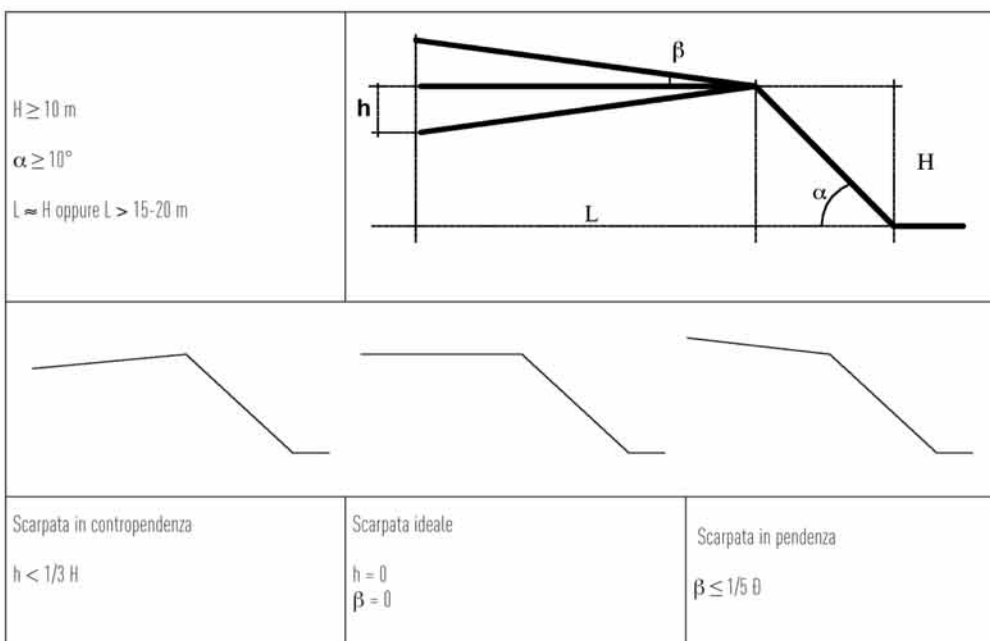 H ≥ 10 m
α ≥ 10°
L ≈ H oppure L > 15-20 m
β
h
H
α
L
Scarpata in contropendenza
h < 1/3 H
Scarpata ideale
h = 0
β = 0
Scarpata in pendenza
β ≤ 1/5 Đ